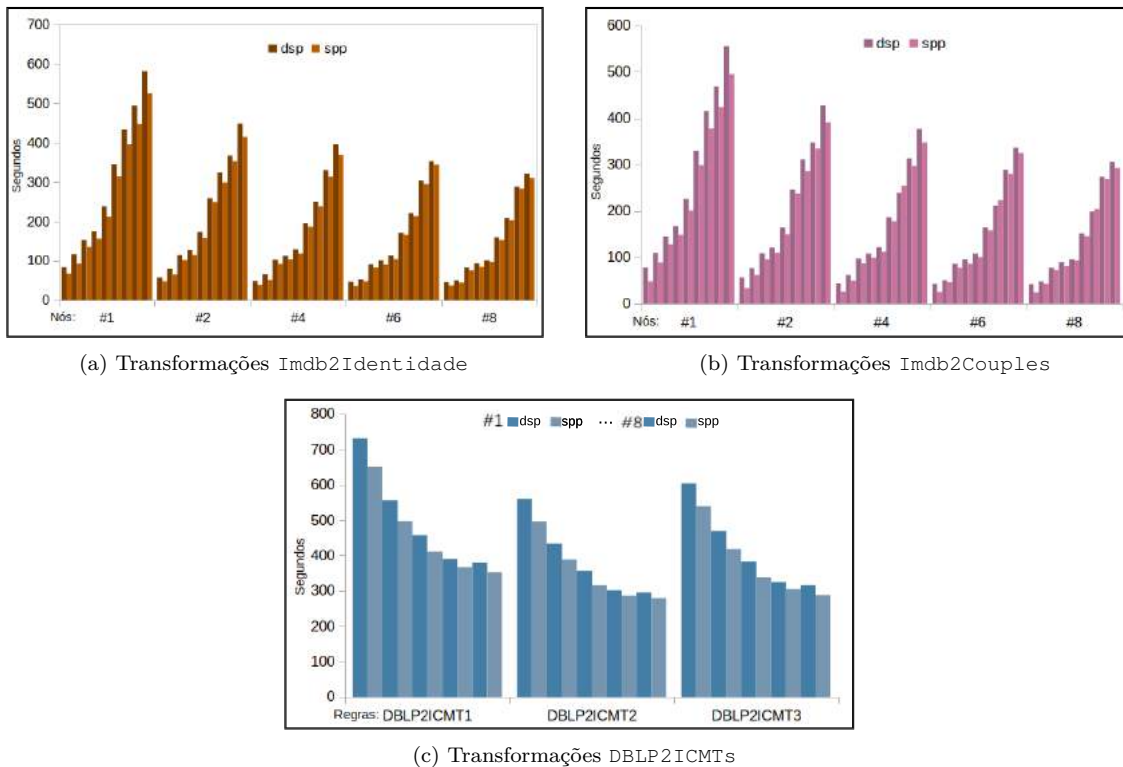 700
600
500
400
300
200
100
0
Segundos
dsp spp
Nós: #1 #2 #4 #6 #8
(a) Transformações Imdb2Identidade
600
500
400
300
200
100
0
Segundos
dsp spp
Nós: #1 #2 #4 #6 #8
(b) Transformações Imdb2Couples
800
700
600
500
400
300
200
100
0
Segundos
#1 dsp spp ... #8 dsp spp
Regras: DBLP2ICMT1 DBLP2ICMT2 DBLP2ICMT3
(c) Transformações DBLP2ICMTs